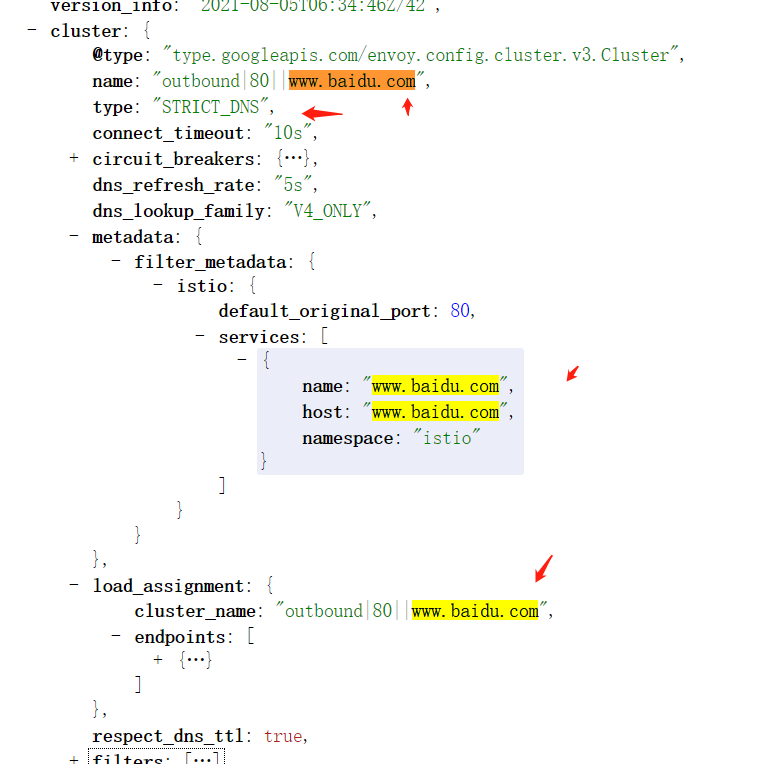 version_info: "2021-08-05T06:34:46Z/42",
- cluster: {
@type: "type.googleapis.com/envoy.config.cluster.v3.Cluster",
name: "outbound|80||www.baidu.com",
type: "STRICT_DNS",
connect_timeout: "10s",
+ circuit_breakers: {…},
dns_refresh_rate: "5s",
dns_lookup_family: "V4_ONLY",
- metadata: {
- filter_metadata: {
- istio: {
default_original_port: 80,
- services: [
- {
name: "www.baidu.com",
host: "www.baidu.com",
namespace: "istio"
}
]
}
}
},
- load_assignment: {
cluster_name: "outbound|80||www.baidu.com",
- endpoints: [
+ {…}
]
},
respect_dns_ttl: true,
+ filters: […]